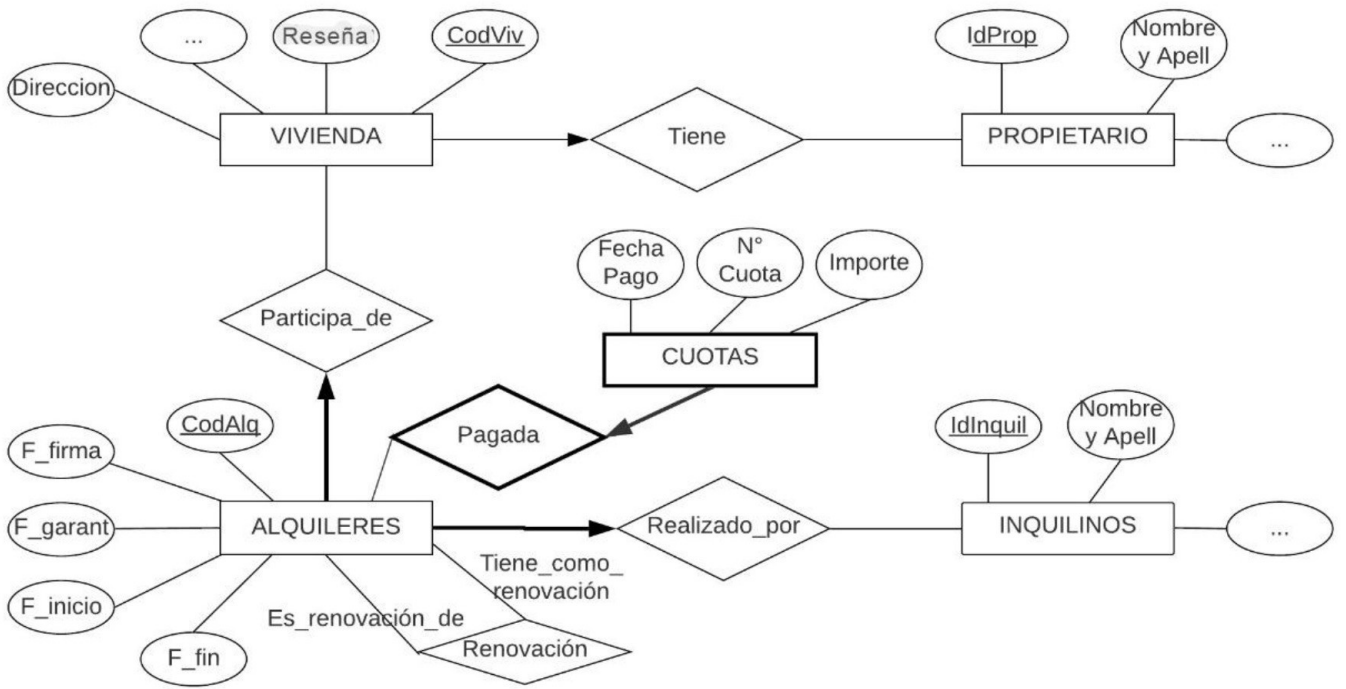 ...
Reseña
CodViv
IdProp
Nombre
y Apell
Direccion
VIVIENDA
Tiene
PROPIETARIO
...
Fecha
Pago
N°
Cuota
Importe
Participa_de
CUOTAS
CodAlq
Pagada
IdInquil
Nombre
y Apell
F_firma
F_garant
ALQUILERES
Realizado_por
INQUILINOS
...
Tiene_como_
renovación
F_inicio
Es_renovación_de
F_fin
Renovación